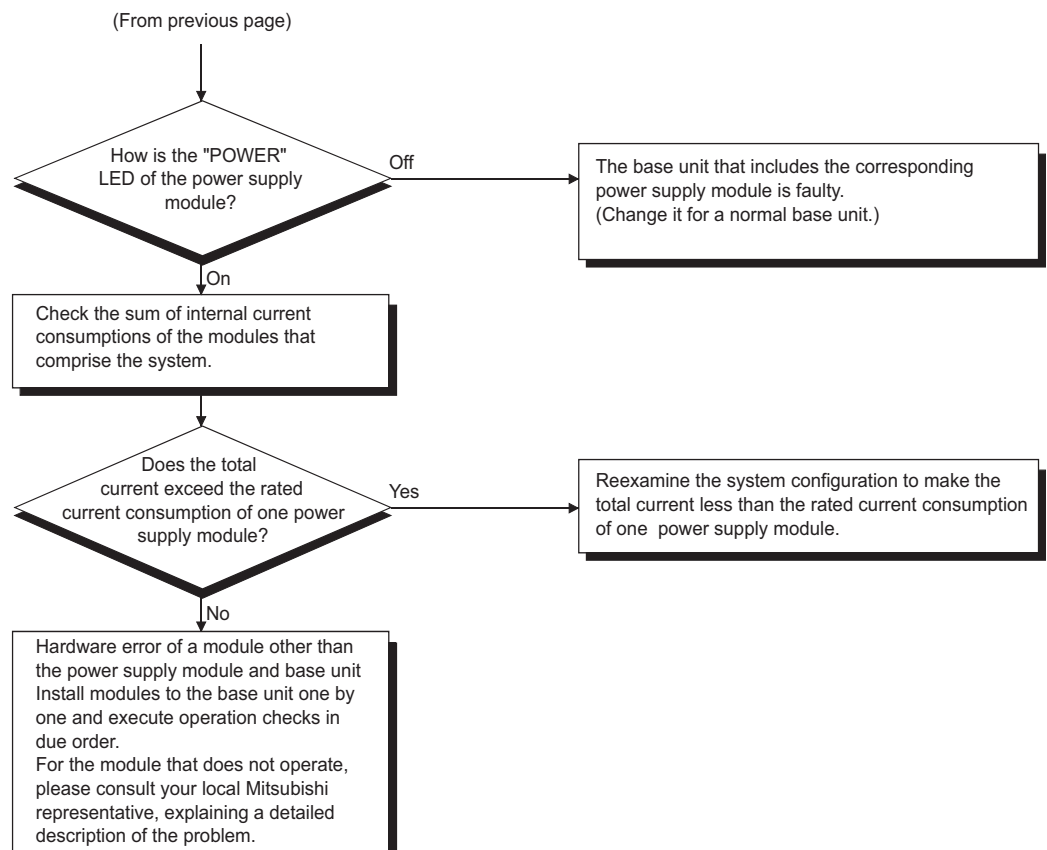 (From previous page)
How is the "POWER"
LED of the power supply
module?
Off
The base unit that includes the corresponding
power supply module is faulty.
(Change it for a normal base unit.)
On
Check the sum of internal current
consumptions of the modules that
comprise the system.
Does the total
current exceed the rated
current consumption of one power
supply module?
Yes
Reexamine the system configuration to make the
total current less than the rated current consumption
of one power supply module.
No
Hardware error of a module other than
the power supply module and base unit
Install modules to the base unit one by
one and execute operation checks in
due order.
For the module that does not operate,
please consult your local Mitsubishi
representative, explaining a detailed
description of the problem.